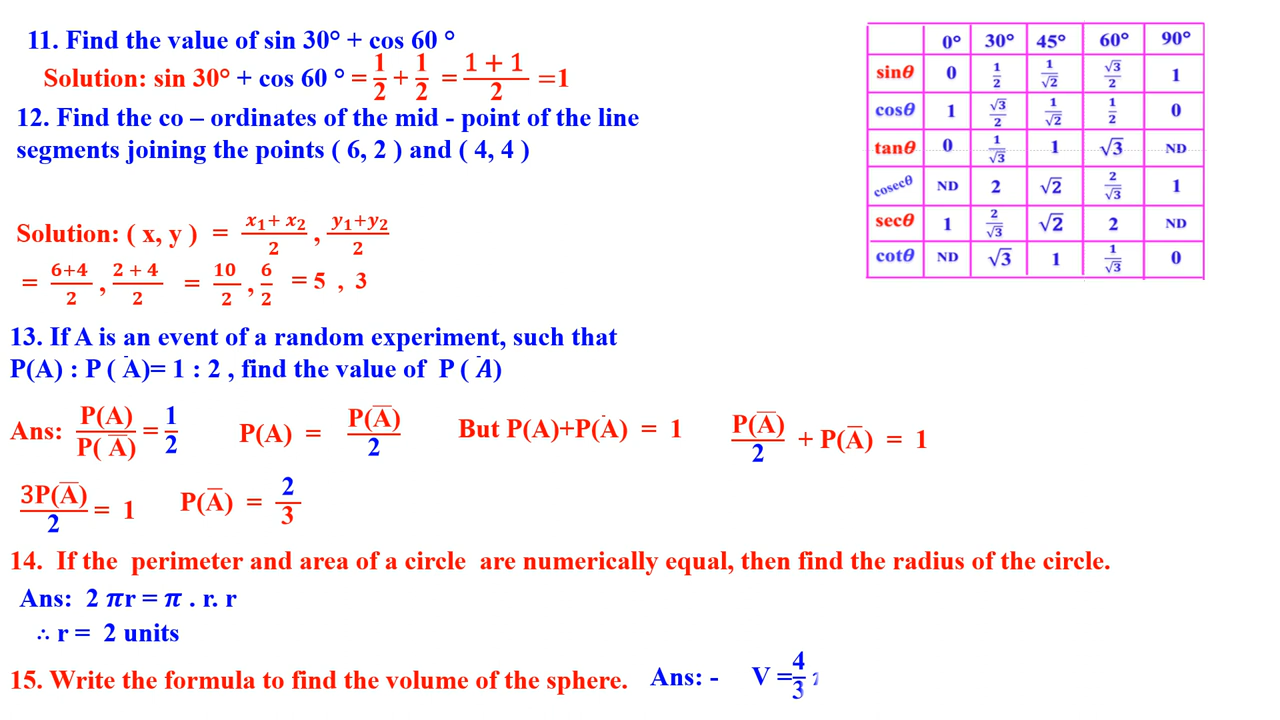 11. Find the value of sin 30° + cos 60 °
Solution: sin 30° + cos 60 ° = 1/2 + 1/2 = 1 + 1/2 =1
12. Find the co – ordinates of the mid - point of the line
segments joining the points ( 6, 2 ) and ( 4, 4 )
Solution: ( x, y ) = x₁+ x₂/2 , y₁+y₂/2
= 6+4/2 , 2 + 4/2 = 10/2 , 6/2 = 5 , 3
13. If A is an event of a random experiment, such that
P(A) : P ( A̅)= 1 : 2 , find the value of P ( A̅)
Ans: P(A)/P( A̅) = 1/2 P(A) = P(A̅)/2 But P(A)+P(A̅) = 1 P(A̅)/2 + P(A̅) = 1
3P(A̅)/2 = 1 P(A̅) = 2/3
14. If the perimeter and area of a circle are numerically equal, then find the radius of the circle.
Ans: 2 πr = π . r. r
∴ r = 2 units
15. Write the formula to find the volume of the sphere. Ans: - V = 4/3
0° 30° 45° 60° 90°
sinθ 0 1/2 1/√2 √3/2 1
cosθ 1 √3/2 1/√2 1/2 0
tanθ 0 1/√3 1 √3 ND
cosecθ ND 2 √2 2/√3 1
secθ 1 2/√3 √2 2 ND
cotθ ND √3 1 1/√3 0